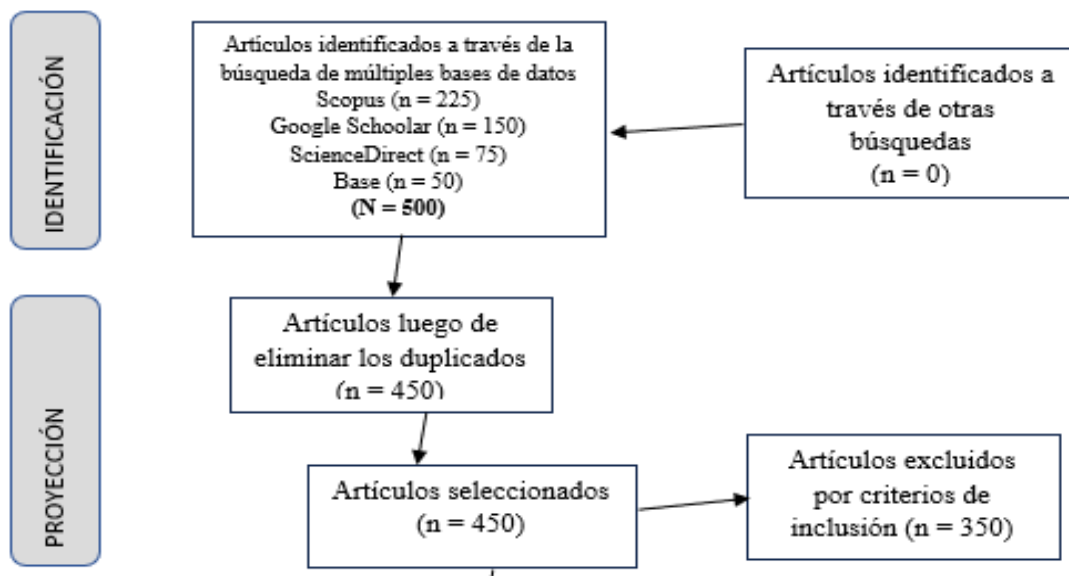 IDENTIFICACIÓN
Artículos identificados a través de la
búsqueda de múltiples bases de datos
Scopus (n = 225)
Google Schoolar (n = 150)
ScienceDirect (n = 75)
Base (n = 50)
(N = 500)
Artículos identificados a
través de otras
búsquedas
(n = 0)
PROYECCIÓN
Artículos luego de
eliminar los duplicados
(n = 450)
Artículos seleccionados
(n = 450)
Artículos excluidos
por criterios de
inclusión (n = 350)